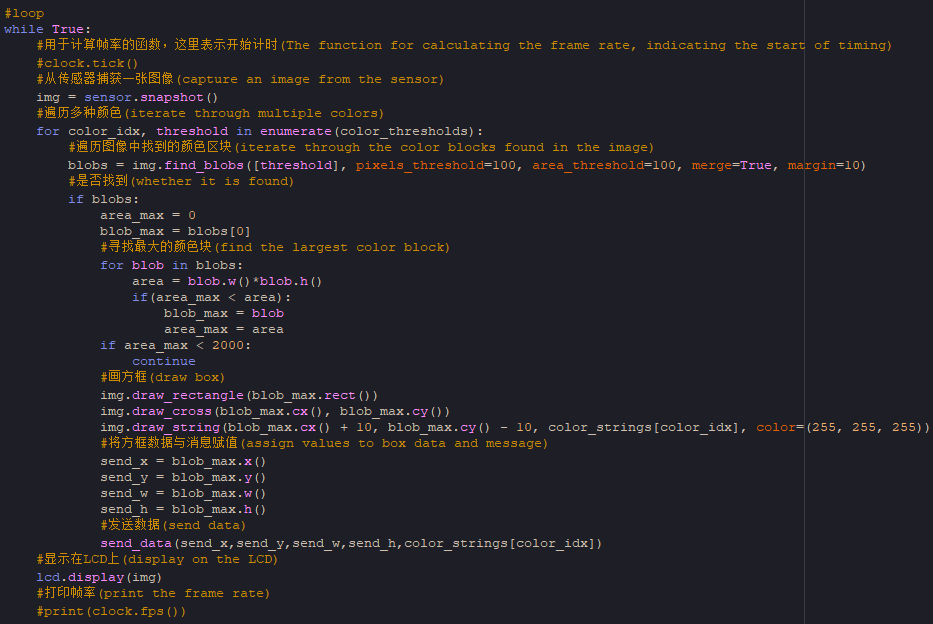 #loop
while True:
    #用于计算帧率的函数，这里表示开始计时(The function for calculating the frame rate, indicating the start of timing)
    #clock.tick()
    #从传感器捕获一张图像(capture an image from the sensor)
    img = sensor.snapshot()
    #遍历多种颜色(iterate through multiple colors)
    for color_idx, threshold in enumerate(color_thresholds):
        #遍历图像中找到的颜色区块(iterate through the color blocks found in the image)
        blobs = img.find_blobs([threshold], pixels_threshold=100, area_threshold=100, merge=True, margin=10)
        #是否找到(whether it is found)
        if blobs:
            area_max = 0
            blob_max = blobs[0]
            #寻找最大的颜色块(find the largest color block)
            for blob in blobs:
                area = blob.w()*blob.h()
                if(area_max < area):
                    blob_max = blob
                    area_max = area
            if area_max < 2000:
                continue
            #画方框(draw box)
            img.draw_rectangle(blob_max.rect())
            img.draw_cross(blob_max.cx(), blob_max.cy())
            img.draw_string(blob_max.cx() + 10, blob_max.cy() - 10, color_strings[color_idx], color=(255, 255, 255))
            #将方框数据与消息赋值(assign values to box data and message)
            send_x = blob_max.x()
            send_y = blob_max.y()
            send_w = blob_max.w()
            send_h = blob_max.h()
            #发送数据(send data)
            send_data(send_x,send_y,send_w,send_h,color_strings[color_idx])
    #显示在LCD上(display on the LCD)
    lcd.display(img)
    #打印帧率(print the frame rate)
    #print(clock.fps())